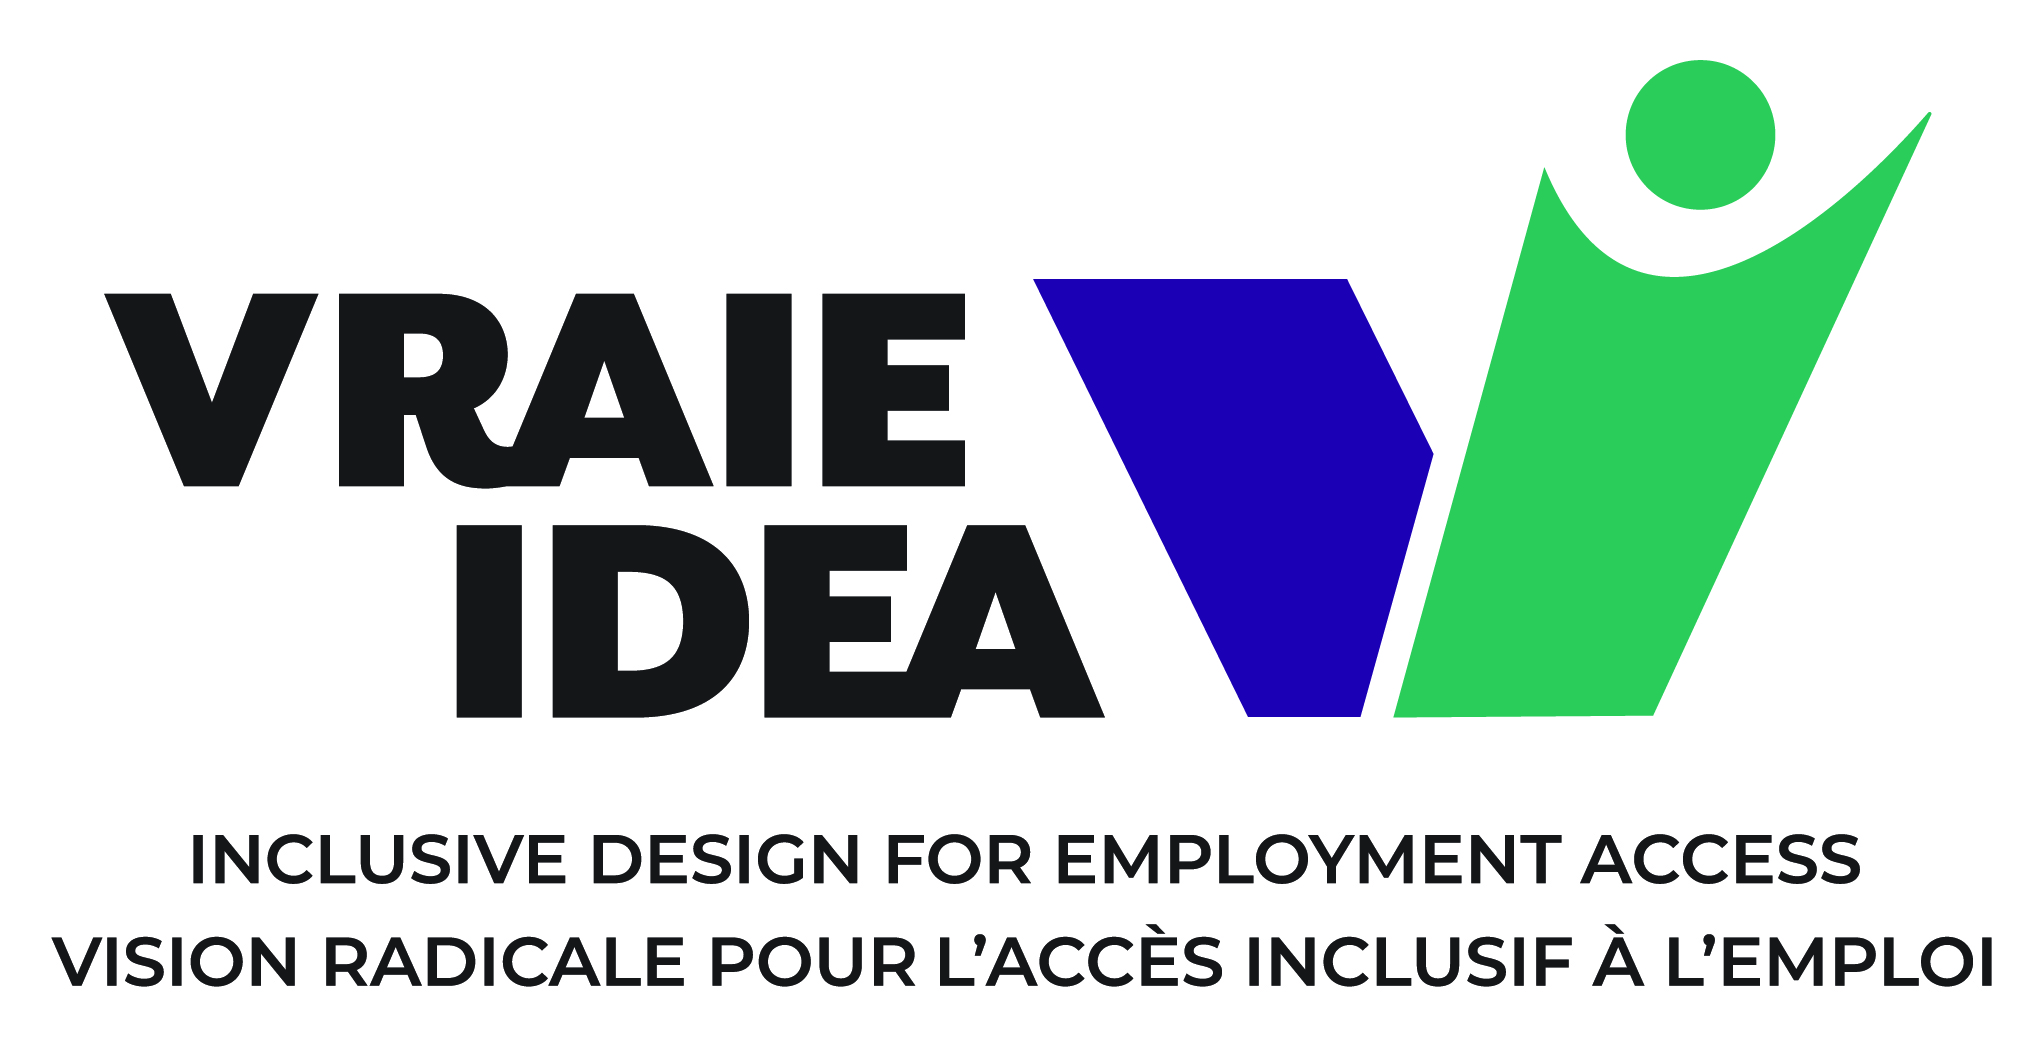 VRAIE
IDEA
INCLUSIVE DESIGN FOR EMPLOYMENT ACCESS
VISION RADICALE POUR L’ACCÈS INCLUSIF À L’EMPLOI